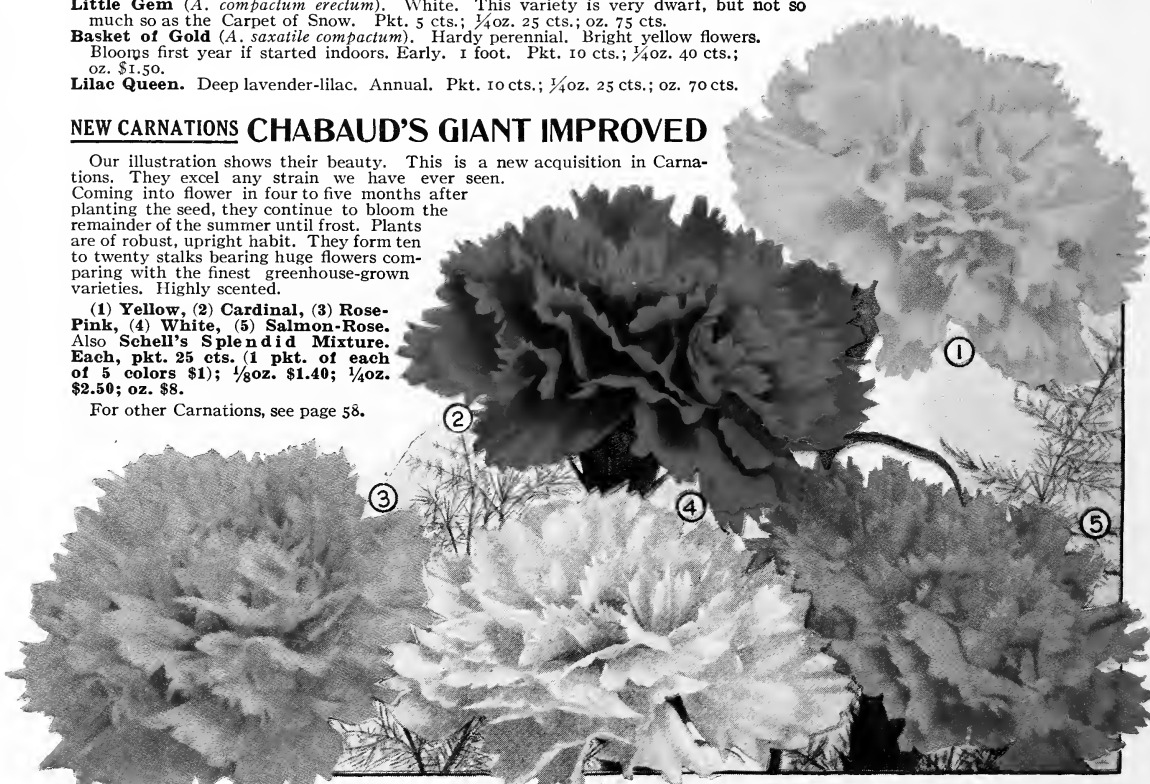 Little Gem (A. compactum erectum). White. This variety is very dwarf, but not so
much so as the Carpet of Snow. Pkt. 5 cts.; ¼oz. 25 cts.; oz. 75 cts.
Basket of Gold (A. saxatile compactum). Hardy perennial. Bright yellow flowers.
Blooms first year if started indoors. Early. 1 foot. Pkt. 10 cts.; ¼oz. 40 cts.;
oz. $1.50.
Lilac Queen. Deep lavender-lilac. Annual. Pkt. 10 cts.; ¼oz. 25 cts.; oz. 70 cts.
NEW CARNATIONS CHABAUD'S GIANT IMPROVED
Our illustration shows their beauty. This is a new acquisition in Carna-
tions. They excel any strain we have ever seen.
Coming into flower in four to five months after
planting the seed, they continue to bloom the
remainder of the summer until frost. Plants
are of robust, upright habit. They form ten
to twenty stalks bearing huge flowers com-
paring with the finest greenhouse-grown
varieties. Highly scented.
(1) Yellow, (2) Cardinal, (3) Rose-
Pink, (4) White, (5) Salmon-Rose.
Also Schell's Splendid Mixture.
Each, pkt. 25 cts. (1 pkt. of each
of 5 colors $1); ⅛oz. $1.40; ¼oz.
$2.50; oz. $8.
For other Carnations, see page 58.
1
2
3
4
5